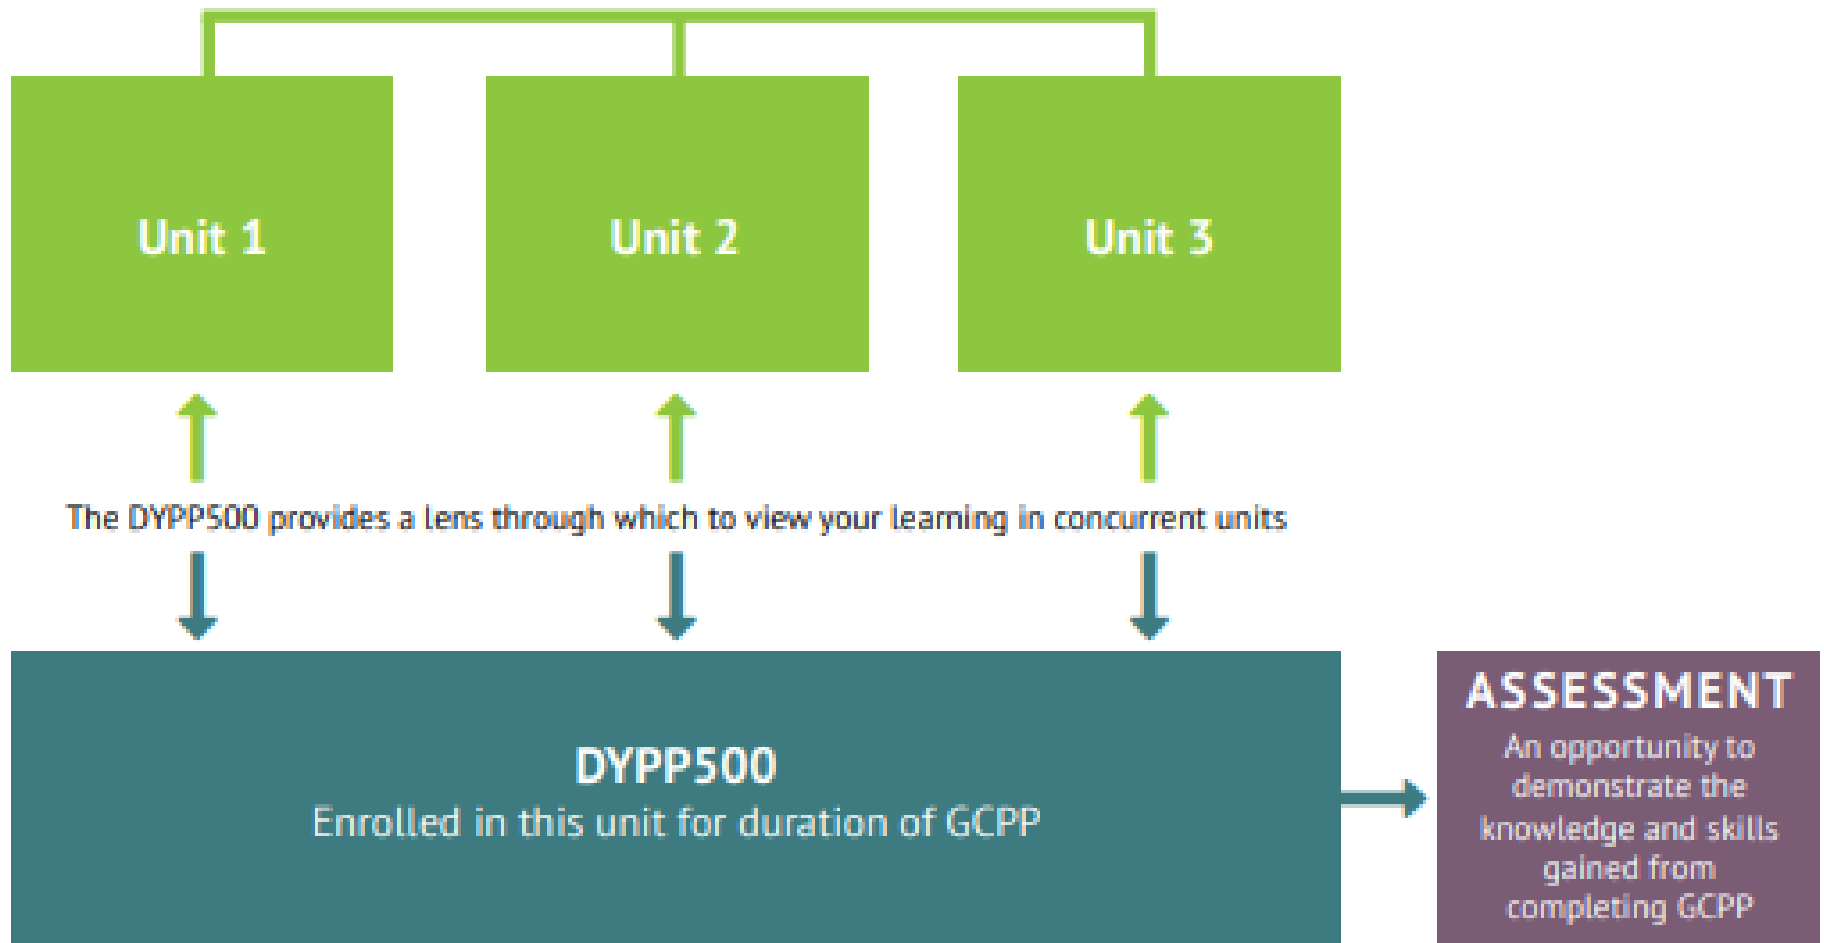 Unit 1
Unit 2
Unit 3
The DYPP500 provides a lens through which to view your learning in concurrent units
DYPP500
Enrolled in this unit for duration of GCPP
ASSESSMENT
An opportunity to
demonstrate the
knowledge and skills
gained from
completing GCPP